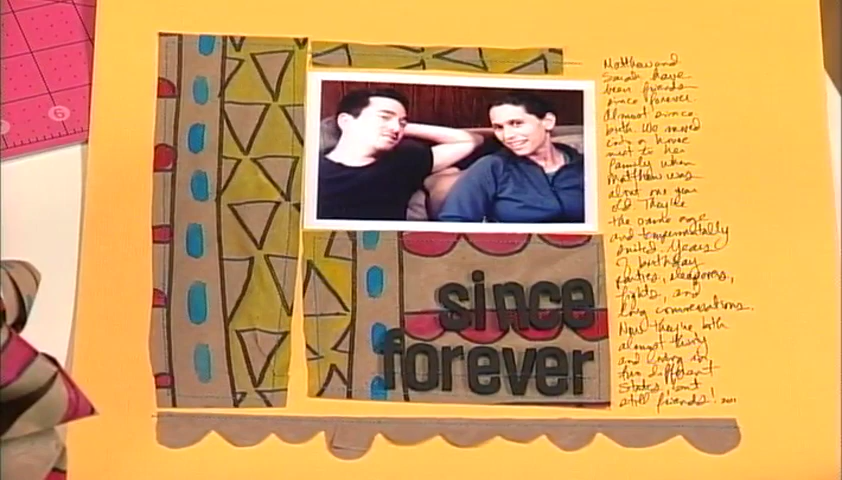 Matthew and
Sarah have
been friends
since forever.
almost since
birth. We moved
into a house
next to her
family when
Matthew was
about one year
old. They're
the same age
and temperamentally
suited. Years
of birthday
parties, sleepovers,
fights, and
long conversations.
Now they're both
almost thirty
and living in
two different
states but
still friends! 2011
since
forever